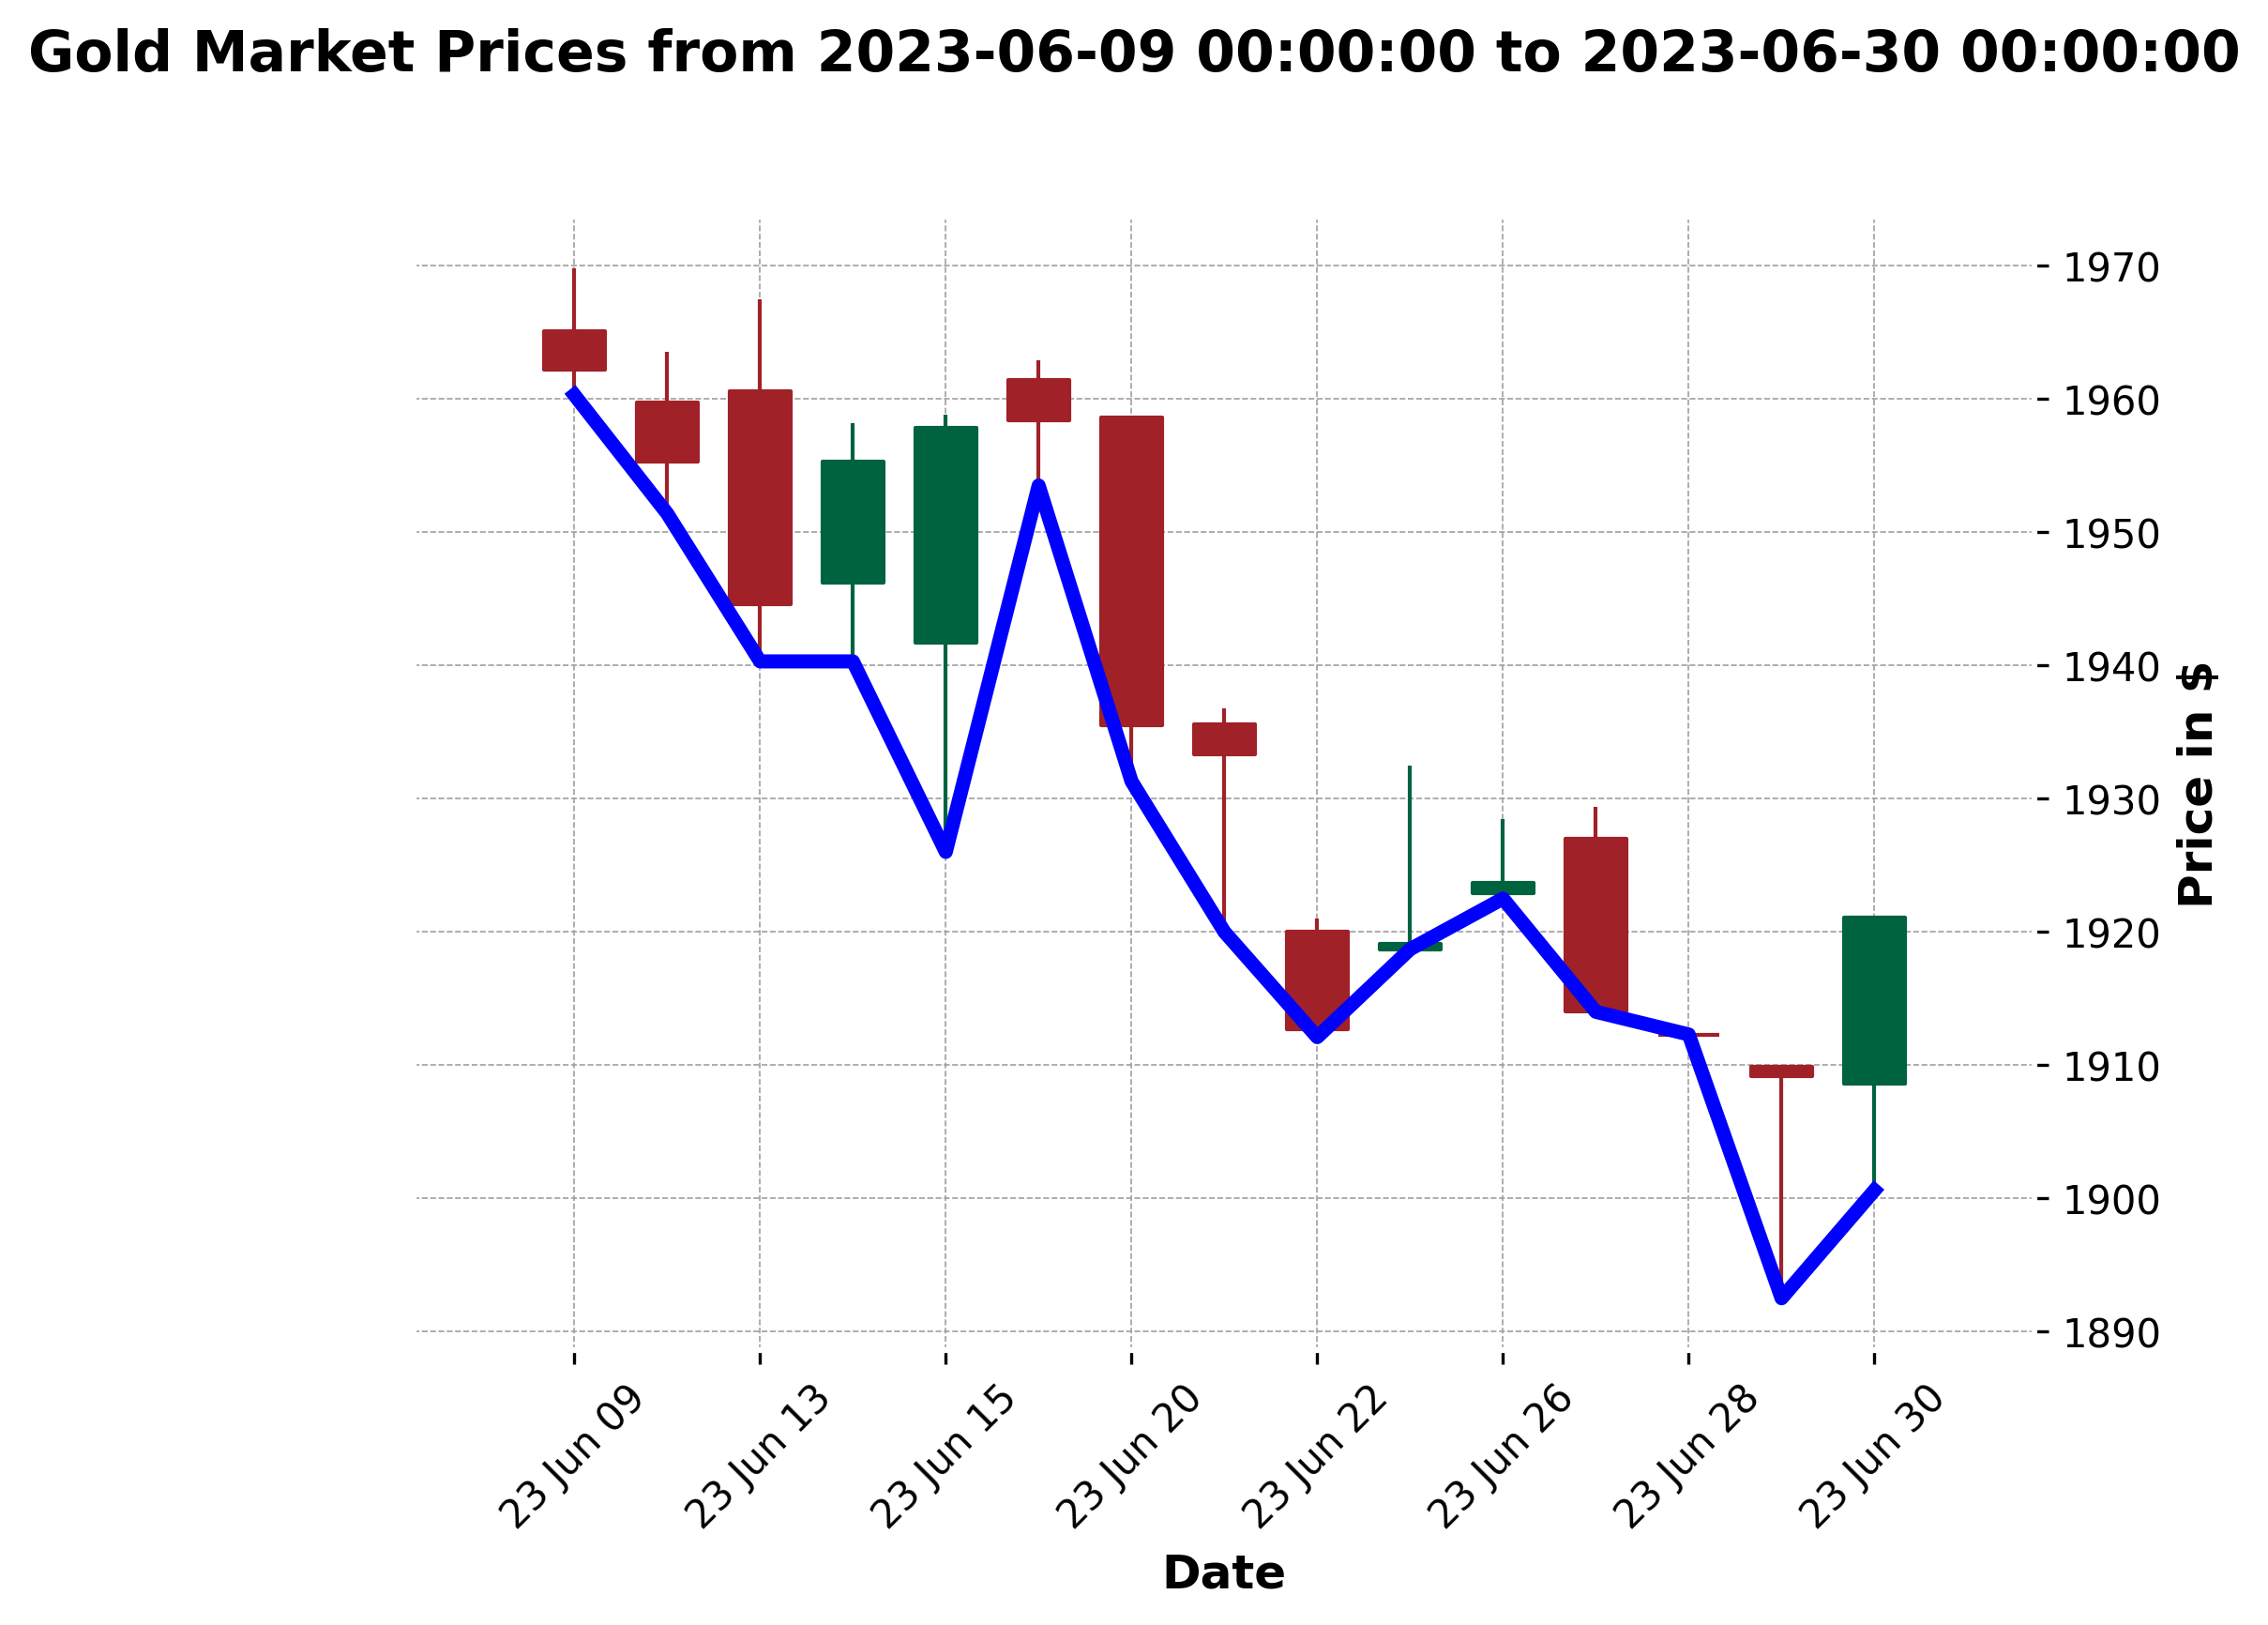 Gold Market Prices from 2023-06-09 00:00:00 to 2023-06-30 00:00:00
1970
1960
1950
1940
1930
1920
1910
1900
1890
Price in $
23 Jun 09
23 Jun 13
23 Jun 15
23 Jun 20
23 Jun 22
23 Jun 26
23 Jun 28
23 Jun 30
Date